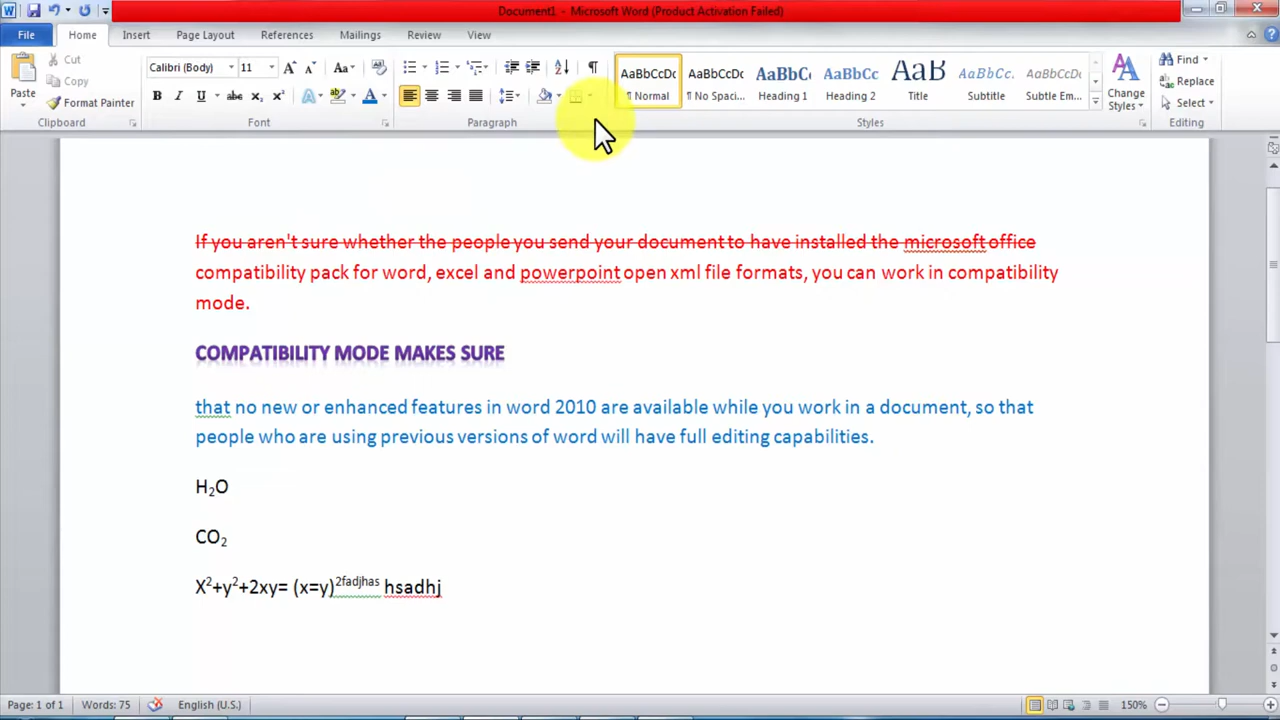 Document1 - Microsoft Word (Product Activation Failed)
File Home Insert Page Layout References Mailings Review View
Cut
Calibri (Body) 11 Aa
AaBbCcDc AaBbCcDc AaBbC AaBbCc AaB AaBbCc. AaBbCcDc
Copy
Paste Format Painter
B I U abc x₂ x² A ab A
¶ Normal ¶ No Spaci... Heading 1 Heading 2 Title Subtitle Subtle Em...
Change Styles
Find
Replace
Select
Clipboard Font Paragraph Styles Editing
If you aren't sure whether the people you send your document to have installed the microsoft office
compatibility pack for word, excel and powerpoint open xml file formats, you can work in compatibility
mode.
COMPATIBILITY MODE MAKES SURE
that no new or enhanced features in word 2010 are available while you work in a document, so that
people who are using previous versions of word will have full editing capabilities.
H₂O
CO₂
X²+y²+2xy= (x=y)²ᶠᵃᵈʲʰᵃˢ hsadhj
Page: 1 of 1 Words: 75 English (U.S.) 150%